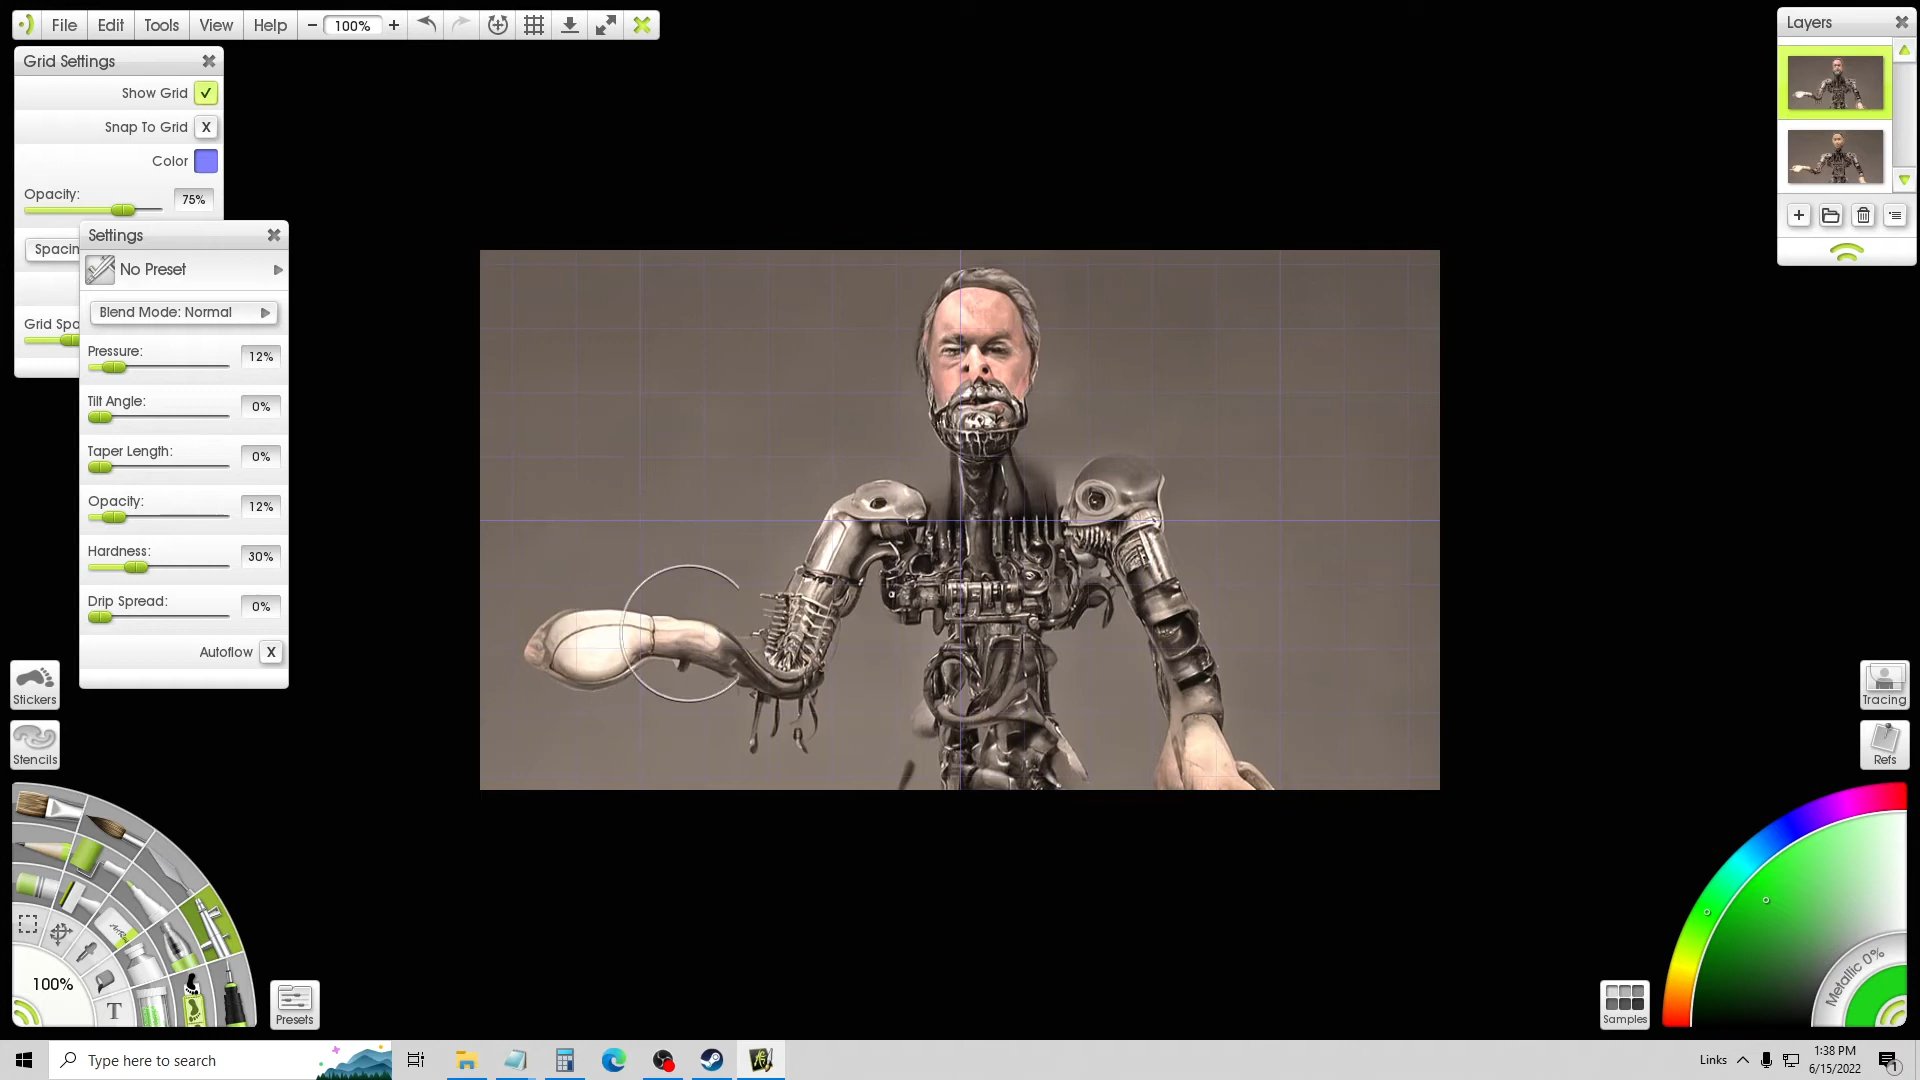 File Edit Tools View Help − 100% +
Layers
Grid Settings
Show Grid
Snap To Grid X
Color
Opacity:
75%
Spacin
Grid Spa
Settings
No Preset
Blend Mode: Normal
Pressure:
12%
Tilt Angle:
0%
Taper Length:
0%
Opacity:
12%
Hardness:
30%
Drip Spread:
0%
Autoflow X
Stickers
Stencils
Tracing
Refs
100%
T
Presets
Metallic 0%
Samples
Type here to search
Links
1:38 PM
6/15/2022
1